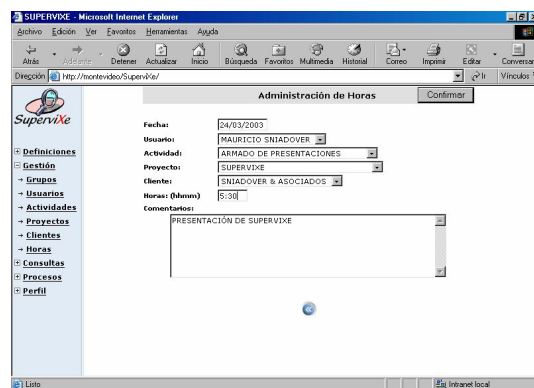 SUPERVIXE - Microsoft Internet Explorer
Archivo Edición Ver Favoritos Herramientas Ayuda
Atrás Adelante Detener Actualizar Inicio Búsqueda Favoritos Multimedia Historial Correo Imprimir Editar Conversar
Dirección http://montevideo/SuperviXe/ Ir Vínculos
Administración de Horas Confirmar
SuperviXe
Fecha: 24/03/2003
Usuario: MAURICIO SNIADOVER
Actividad: ARMADO DE PRESENTACIONES
Proyecto: SUPERVIXE
Cliente: SNIADOVER & ASOCIADOS
Horas: (hhmm) 5:30
Comentarios:
PRESENTACIÓN DE SUPERVIXE
Definiciones
Gestión
→ Grupos
→ Usuarios
→ Actividades
→ Proyectos
→ Clientes
→ Horas
Consultas
Procesos
Perfil
Listo Intranet local